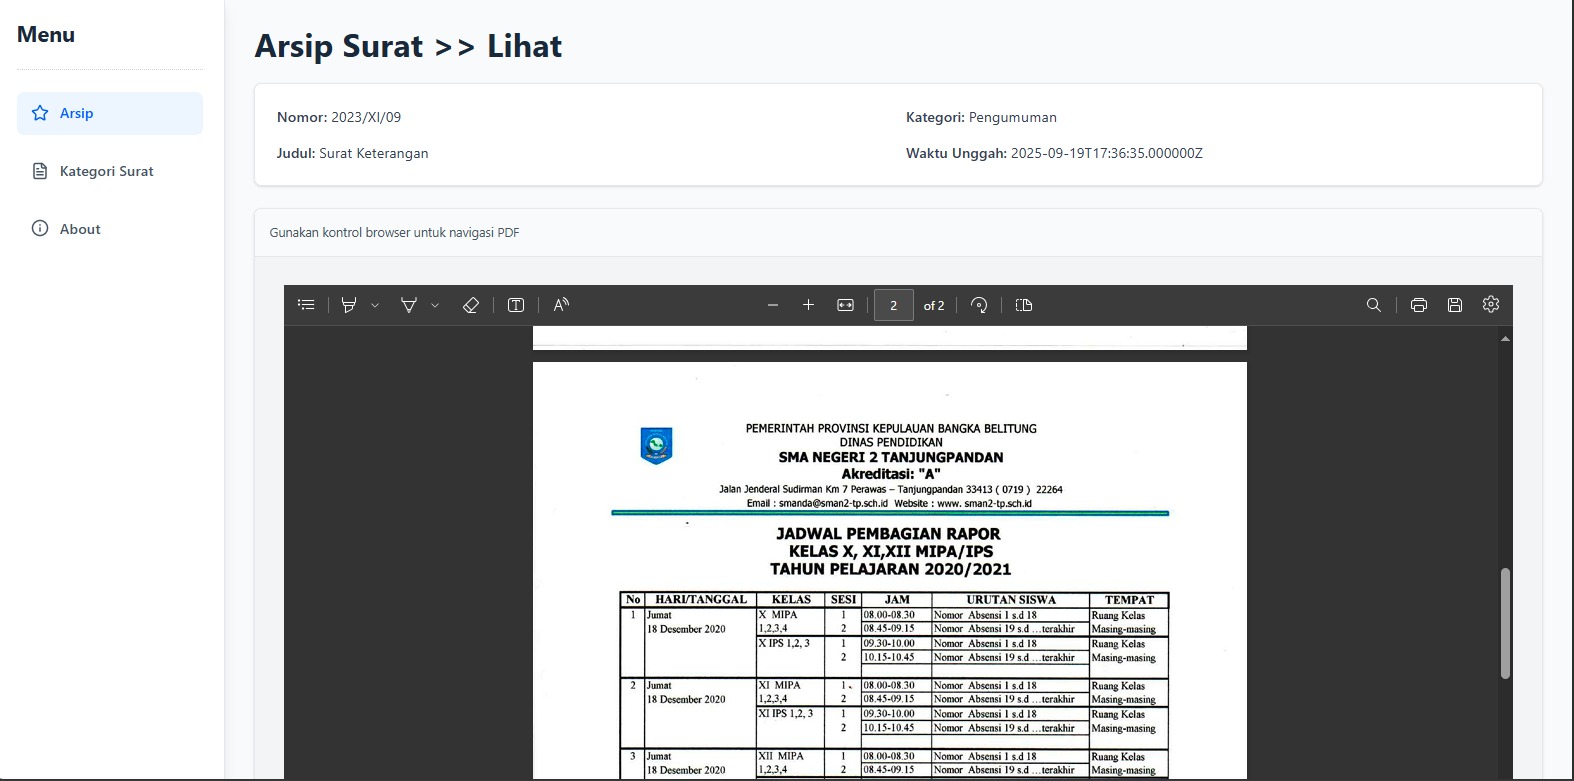 Menu
Arsip
Kategori Surat
About
Arsip Surat >> Lihat
Nomor: 2023/XI/09
Kategori: Pengumuman
Judul: Surat Keterangan
Waktu Unggah: 2025-09-19T17:36:35.000000Z
Gunakan kontrol browser untuk navigasi PDF
2 of 2
PEMERINTAH PROVINSI KEPULAUAN BANGKA BELITUNG
DINAS PENDIDIKAN
SMA NEGERI 2 TANJUNGPANDAN
Akreditasi: "A"
Jalan Jenderal Sudirman Km 7 Perawas – Tanjungpandan 33413 ( 0719 ) 22264
Email : smanda@sman2-tp.sch.id Website : www. sman2-tp.sch.id
JADWAL PEMBAGIAN RAPOR
KELAS X, XI,XII MIPA/IPS
TAHUN PELAJARAN 2020/2021
No HARI/TANGGAL KELAS SESI JAM URUTAN SISWA TEMPAT
1 Jumat X MIPA 1 08.00-08.30 Nomor Absensi 1 s.d 18 Ruang Kelas
18 Desember 2020 1,2,3,4 2 08.45-09.15 Nomor Absensi 19 s.d ...terakhir Masing-masing
X IPS 1,2, 3 1 09.30-10.00 Nomor Absensi 1 s.d 18 Ruang Kelas
2 10.15-10.45 Nomor Absensi 19 s.d ...terakhir Masing-masing
2 Jumat XI MIPA 1 08.00-08.30 Nomor Absensi 1 s.d 18 Ruang Kelas
18 Desember 2020 1,2,3,4 2 08.45-09.15 Nomor Absensi 19 s.d ...terakhir Masing-masing
XI IPS 1,2, 3 1 09.30-10.00 Nomor Absensi 1 s.d 18 Ruang Kelas
2 10.15-10.45 Nomor Absensi 19 s.d ...terakhir Masing-masing
3 Jumat XII MIPA 1 08.00-08.30 Nomor Absensi 1 s.d 18 Ruang Kelas
18 Desember 2020 1,2,3,4 2 08.45-09.15 Nomor Absensi 19 s.d ...terakhir Masing-masing